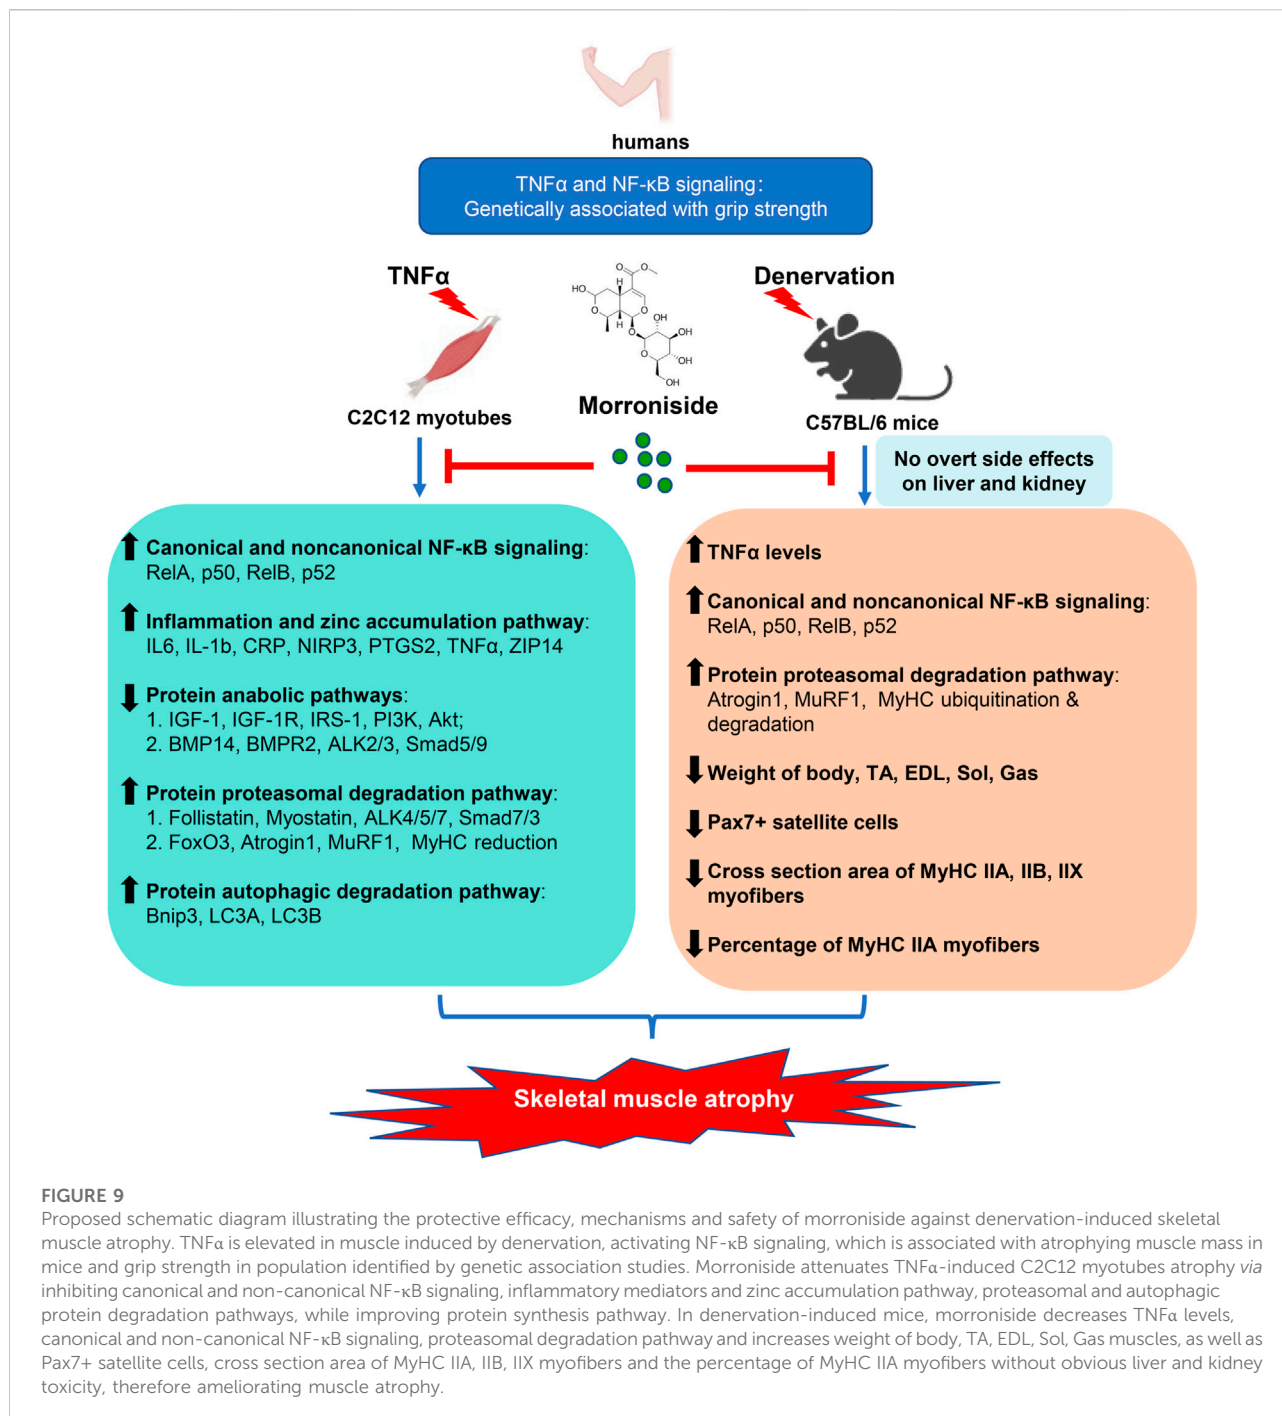 humans
TNFα and NF-κB signaling:
Genetically associated with grip strength
TNFα
Denervation
O
O
HO
H
O
O
H
O
OH
OH
O
OH
OH
C2C12 myotubes
Morroniside
C57BL/6 mice
No overt side effects
on liver and kidney
Canonical and noncanonical NF-κB signaling:
RelA, p50, RelB, p52
Inflammation and zinc accumulation pathway:
IL6, IL-1b, CRP, NIRP3, PTGS2, TNFα, ZIP14
Protein anabolic pathways:
1. IGF-1, IGF-1R, IRS-1, PI3K, Akt;
2. BMP14, BMPR2, ALK2/3, Smad5/9
Protein proteasomal degradation pathway:
1. Follistatin, Myostatin, ALK4/5/7, Smad7/3
2. FoxO3, Atrogin1, MuRF1, MyHC reduction
Protein autophagic degradation pathway:
Bnip3, LC3A, LC3B
TNFα levels
Canonical and noncanonical NF-κB signaling:
RelA, p50, RelB, p52
Protein proteasomal degradation pathway:
Atrogin1, MuRF1, MyHC ubiquitination &
degradation
Weight of body, TA, EDL, Sol, Gas
Pax7+ satellite cells
Cross section area of MyHC IIA, IIB, IIX
myofibers
Percentage of MyHC IIA myofibers
Skeletal muscle atrophy
FIGURE 9
Proposed schematic diagram illustrating the protective efficacy, mechanisms and safety of morroniside against denervation-induced skeletal
muscle atrophy. TNFα is elevated in muscle induced by denervation, activating NF-κB signaling, which is associated with atrophying muscle mass in
mice and grip strength in population identified by genetic association studies. Morroniside attenuates TNFα-induced C2C12 myotubes atrophy via
inhibiting canonical and non-canonical NF-κB signaling, inflammatory mediators and zinc accumulation pathway, proteasomal and autophagic
protein degradation pathways, while improving protein synthesis pathway. In denervation-induced mice, morroniside decreases TNFα levels,
canonical and non-canonical NF-κB signaling, proteasomal degradation pathway and increases weight of body, TA, EDL, Sol, Gas muscles, as well as
Pax7+ satellite cells, cross section area of MyHC IIA, IIB, IIX myofibers and the percentage of MyHC IIA myofibers without obvious liver and kidney
toxicity, therefore ameliorating muscle atrophy.